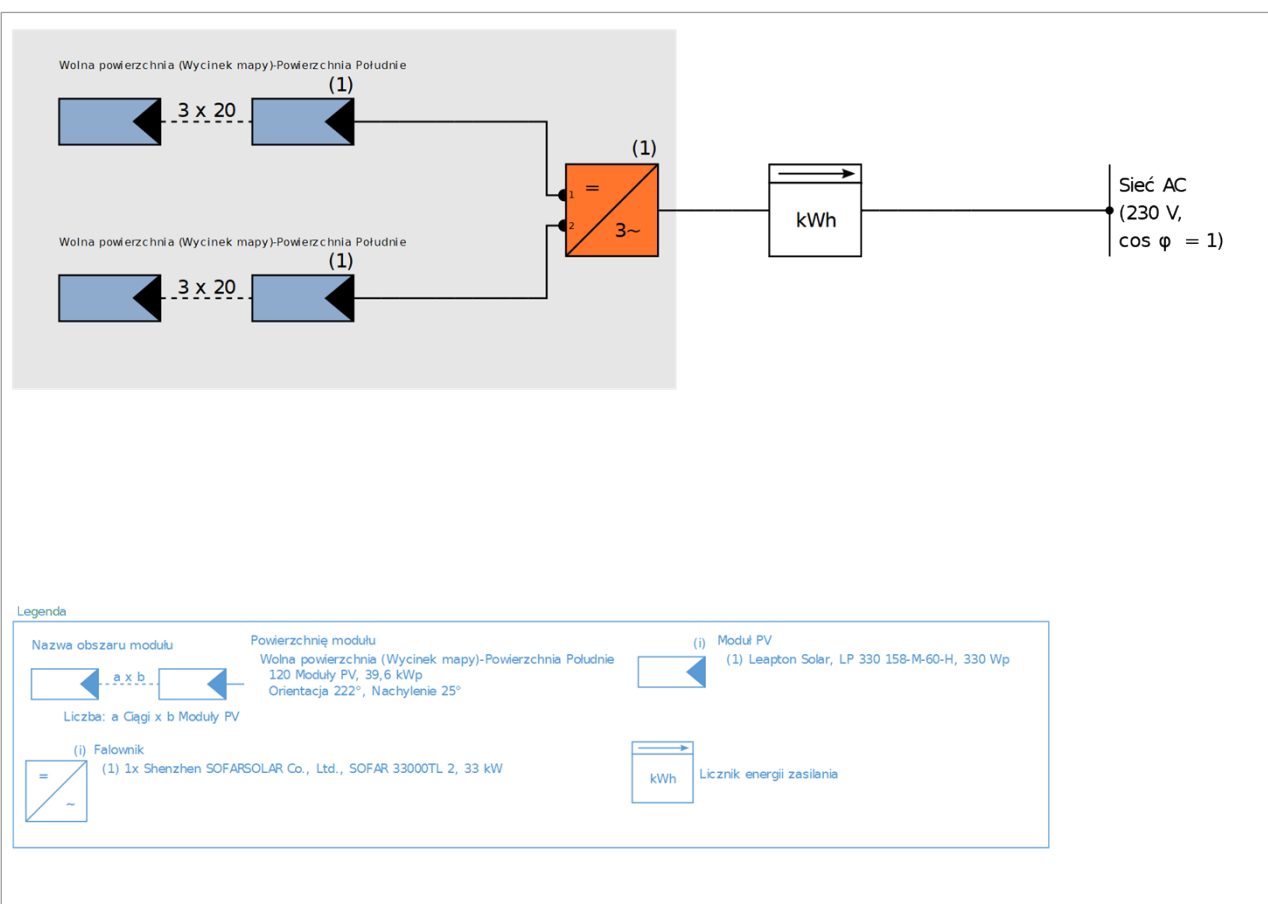 Wolna powierzchnia (Wycinek mapy)-Powierzchnia Południe
(1)
3 x 20
(1)
1
=
2
3~
kWh
Sieć AC
(230 V,
cos φ = 1)
Wolna powierzchnia (Wycinek mapy)-Powierzchnia Południe
(1)
3 x 20
Legenda
Nazwa obszaru modułu
a x b
Liczba: a Ciągi x b Moduły PV
Powierzchnię modułu
Wolna powierzchnia (Wycinek mapy)-Powierzchnia Południe
120 Moduły PV, 39,6 kWp
Orientacja 222°, Nachylenie 25°
(i) Moduł PV
(1) Leapton Solar, LP 330 158-M-60-H, 330 Wp
(i) Falownik
(1) 1x Shenzhen SOFARSOLAR Co., Ltd., SOFAR 33000TL 2, 33 kW
=
~
kWh
Licznik energii zasilania